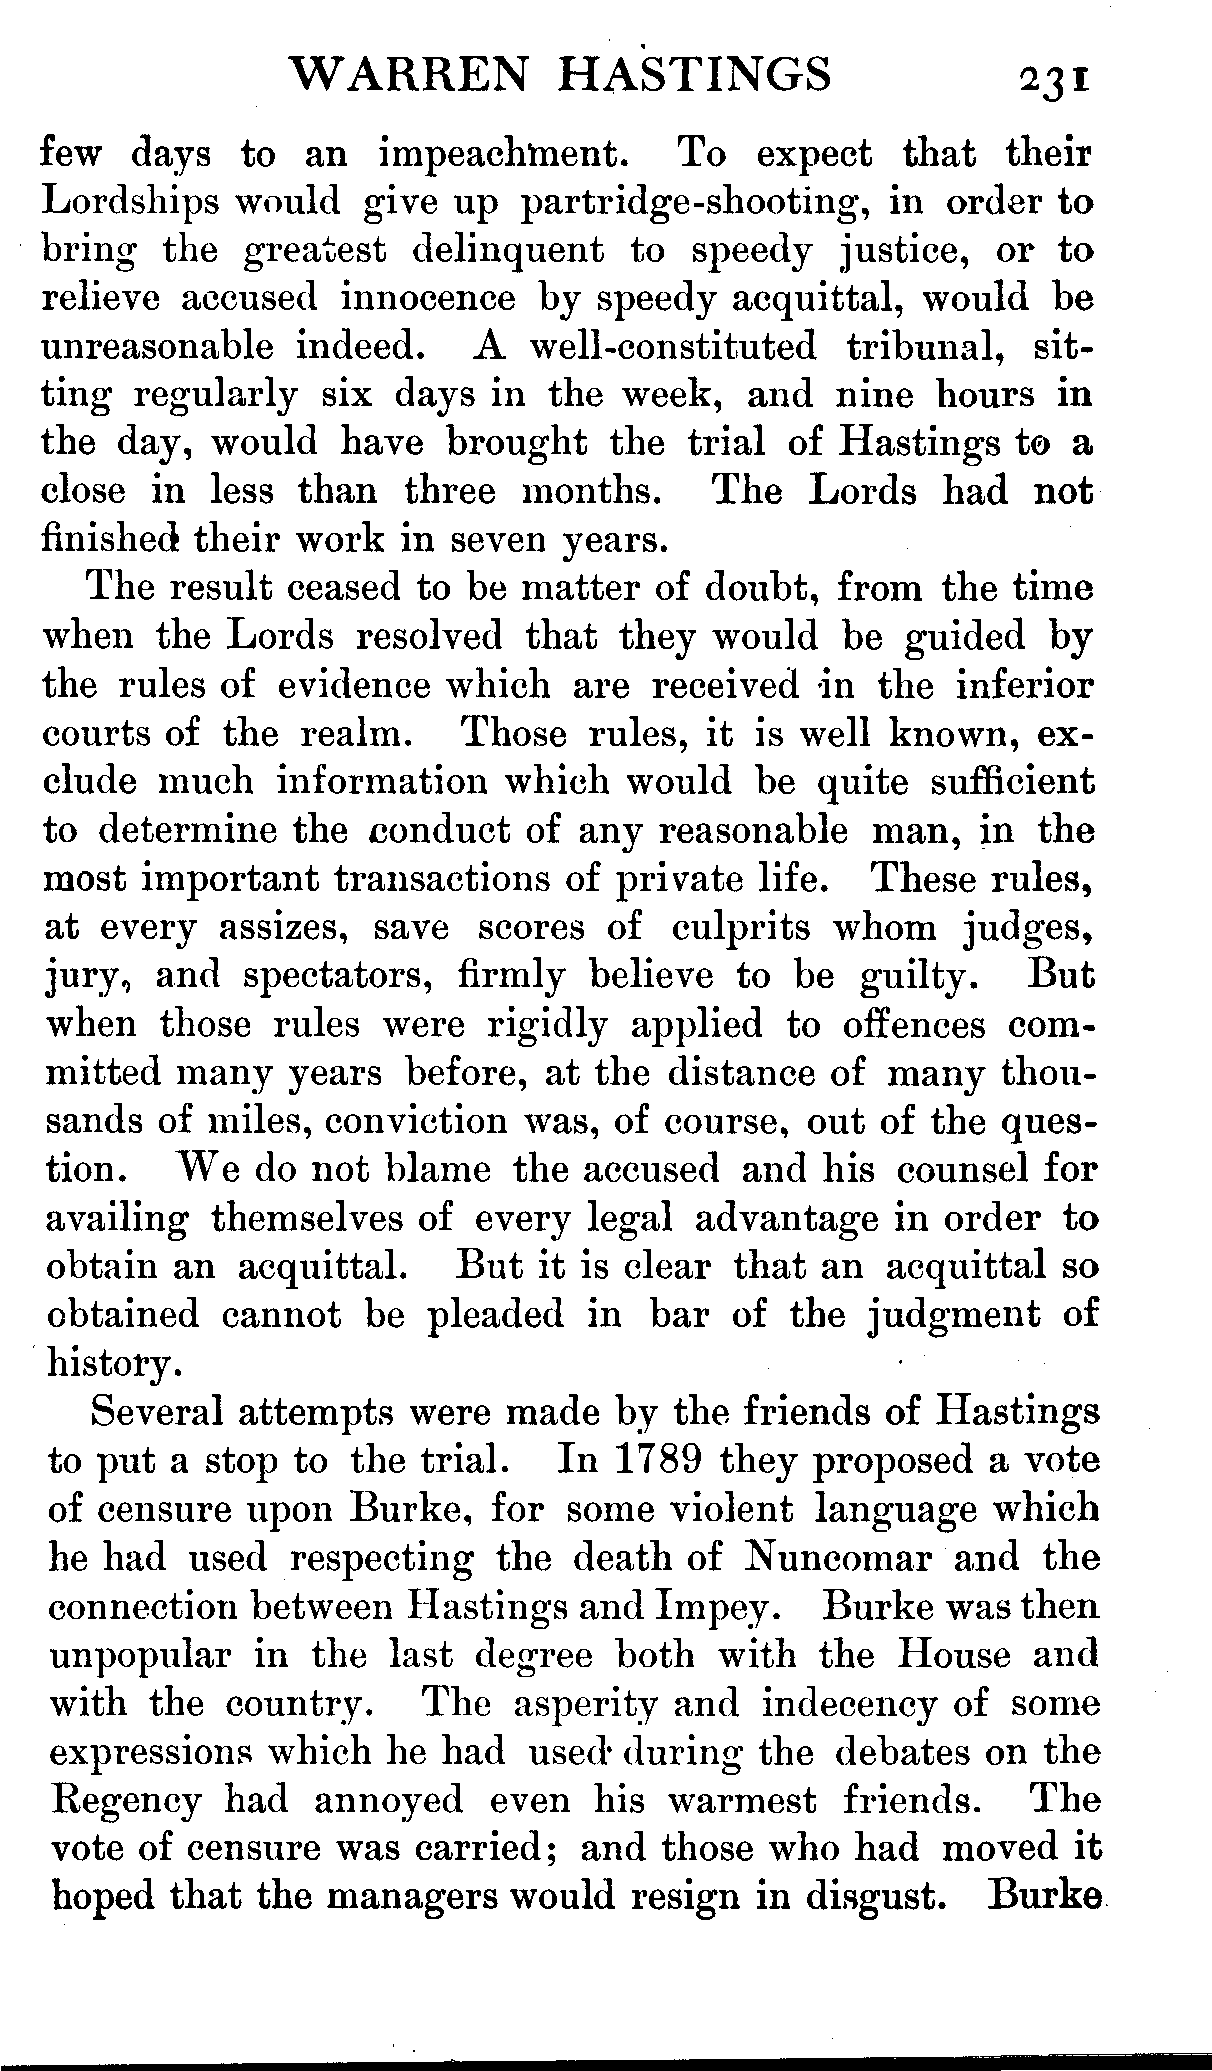 WARREN HASTINGS 231
few days to an impeachment. To expect that their
Lordships would give up partridge-shooting, in order to
bring the greatest delinquent to speedy justice, or to
relieve accused innocence by speedy acquittal, would be
unreasonable indeed. A well-constituted tribunal, sit-
ting regularly six days in the week, and nine hours in
the day, would have brought the trial of Hastings to a
close in less than three months. The Lords had not
finished their work in seven years.
The result ceased to be matter of doubt, from the time
when the Lords resolved that they would be guided by
the rules of evidence which are received in the inferior
courts of the realm. Those rules, it is well known, ex-
clude much information which would be quite sufficient
to determine the conduct of any reasonable man, in the
most important transactions of private life. These rules,
at every assizes, save scores of culprits whom judges,
jury, and spectators, firmly believe to be guilty. But
when those rules were rigidly applied to offences com-
mitted many years before, at the distance of many thou-
sands of miles, conviction was, of course, out of the ques-
tion. We do not blame the accused and his counsel for
availing themselves of every legal advantage in order to
obtain an acquittal. But it is clear that an acquittal so
obtained cannot be pleaded in bar of the judgment of
history.
Several attempts were made by the friends of Hastings
to put a stop to the trial. In 1789 they proposed a vote
of censure upon Burke, for some violent language which
he had used respecting the death of Nuncomar and the
connection between Hastings and Impey. Burke was then
unpopular in the last degree both with the House and
with the country. The asperity and indecency of some
expressions which he had used during the debates on the
Regency had annoyed even his warmest friends. The
vote of censure was carried; and those who had moved it
hoped that the managers would resign in disgust. Burke